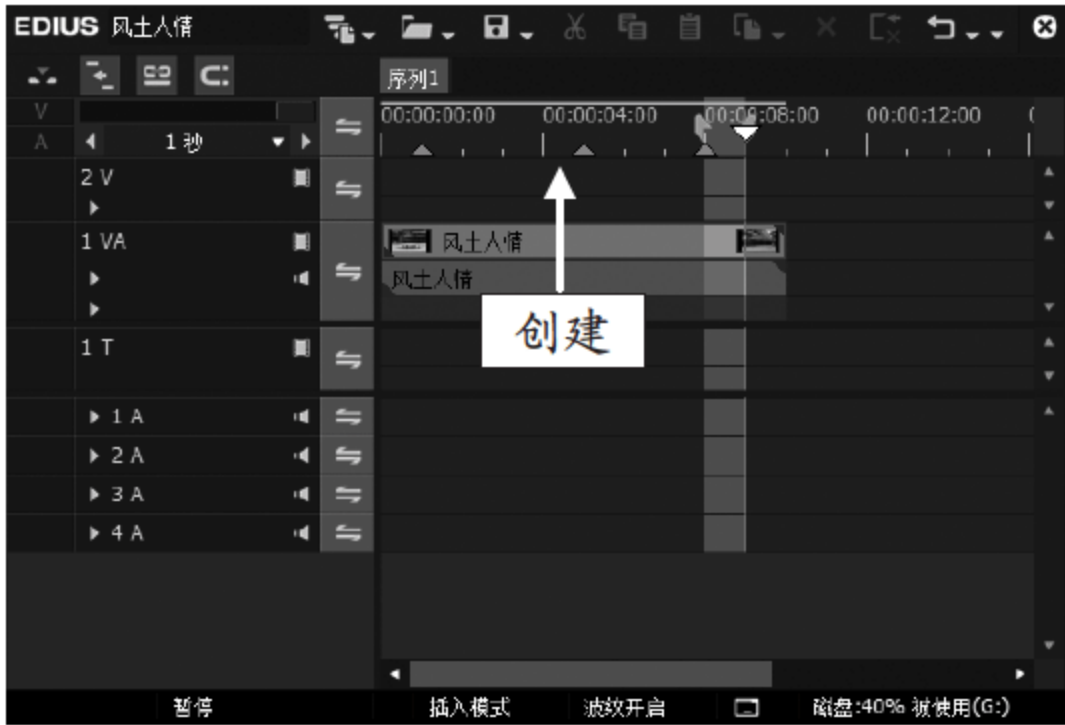 EDIUS 风土人情
序列1
V
A
1 秒
00:00:00:00 00:00:04:00 00:00:08:00 00:00:12:00
2 V
1 VA
风土人情
风土人情
创建
1 T
1 A
2 A
3 A
4 A
暂停 插入模式 波纹开启 磁盘:40% 被使用(G:)